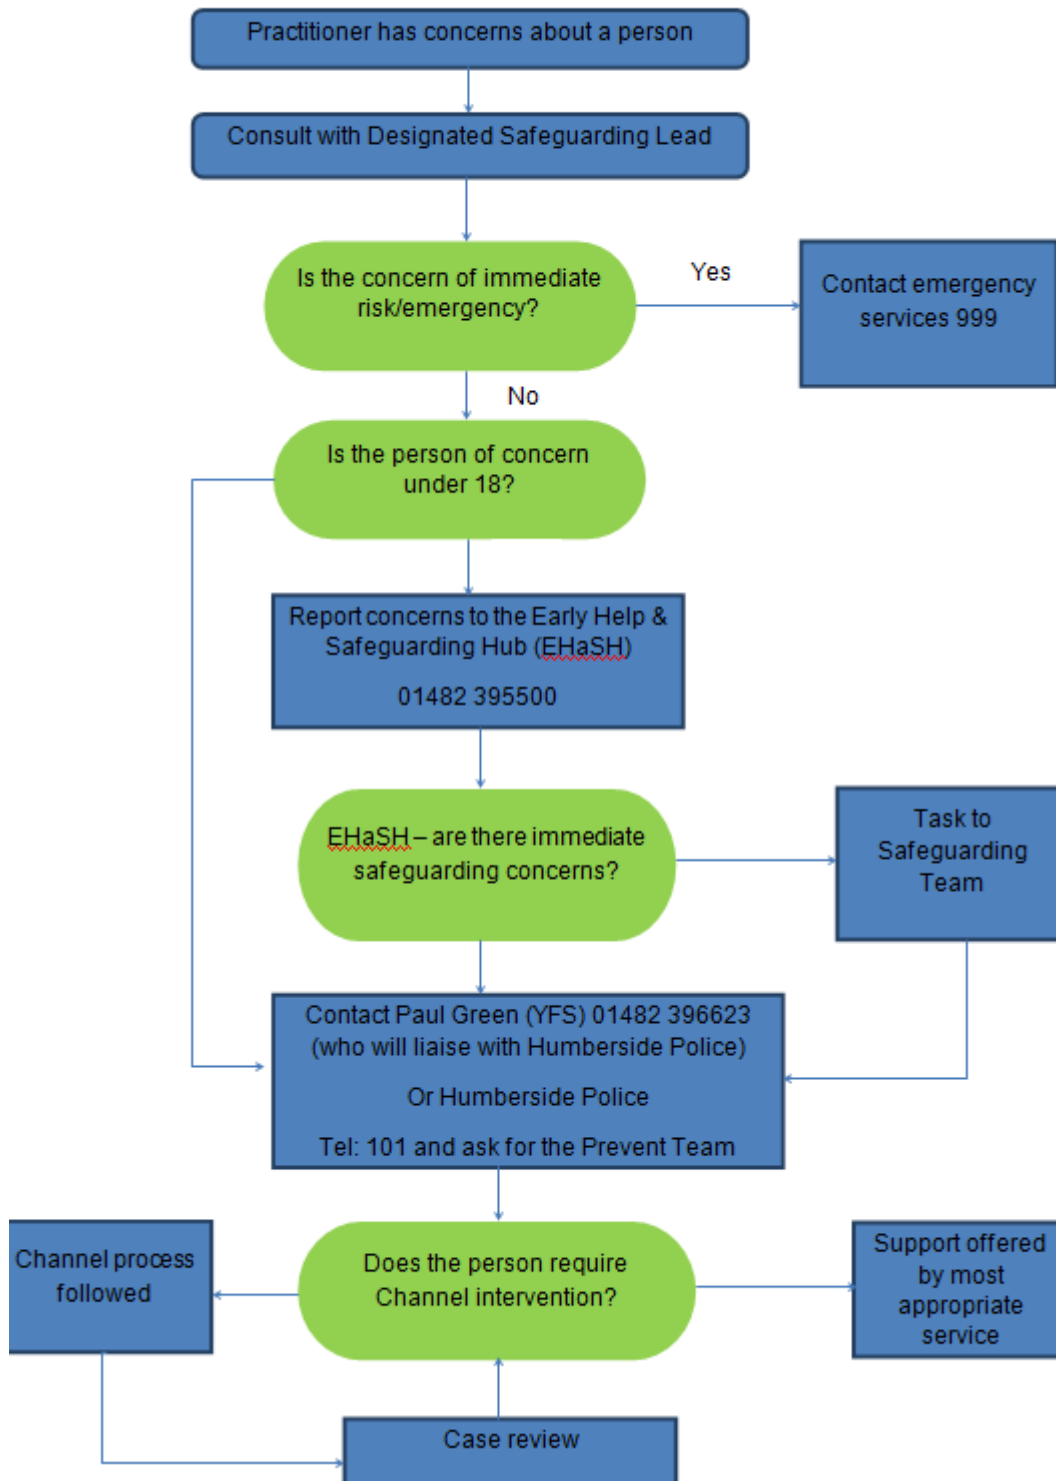 Practitioner has concerns about a person
Consult with Designated Safeguarding Lead
Is the concern of immediate
risk/emergency?
Yes
Contact emergency
services 999
No
Is the person of concern
under 18?
Report concerns to the Early Help &
Safeguarding Hub (EHaSH)
01482 395500
EHaSH – are there immediate
safeguarding concerns?
Task to
Safeguarding
Team
Contact Paul Green (YFS) 01482 396623
(who will liaise with Humberside Police)
Or Humberside Police
Tel: 101 and ask for the Prevent Team
Channel process
followed
Does the person require
Channel intervention?
Support offered
by most
appropriate
service
Case review